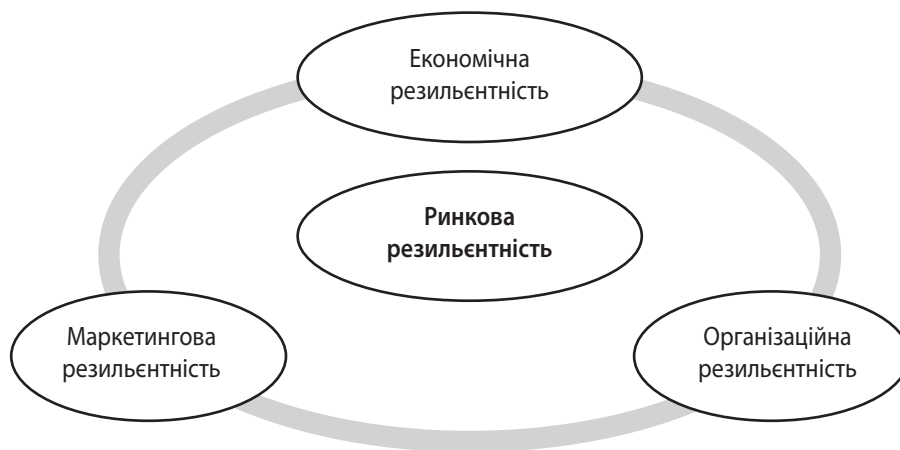 Економічна
резильєнтність
Ринкова
резильєнтність
Маркетингова
резильєнтність
Організаційна
резильєнтність